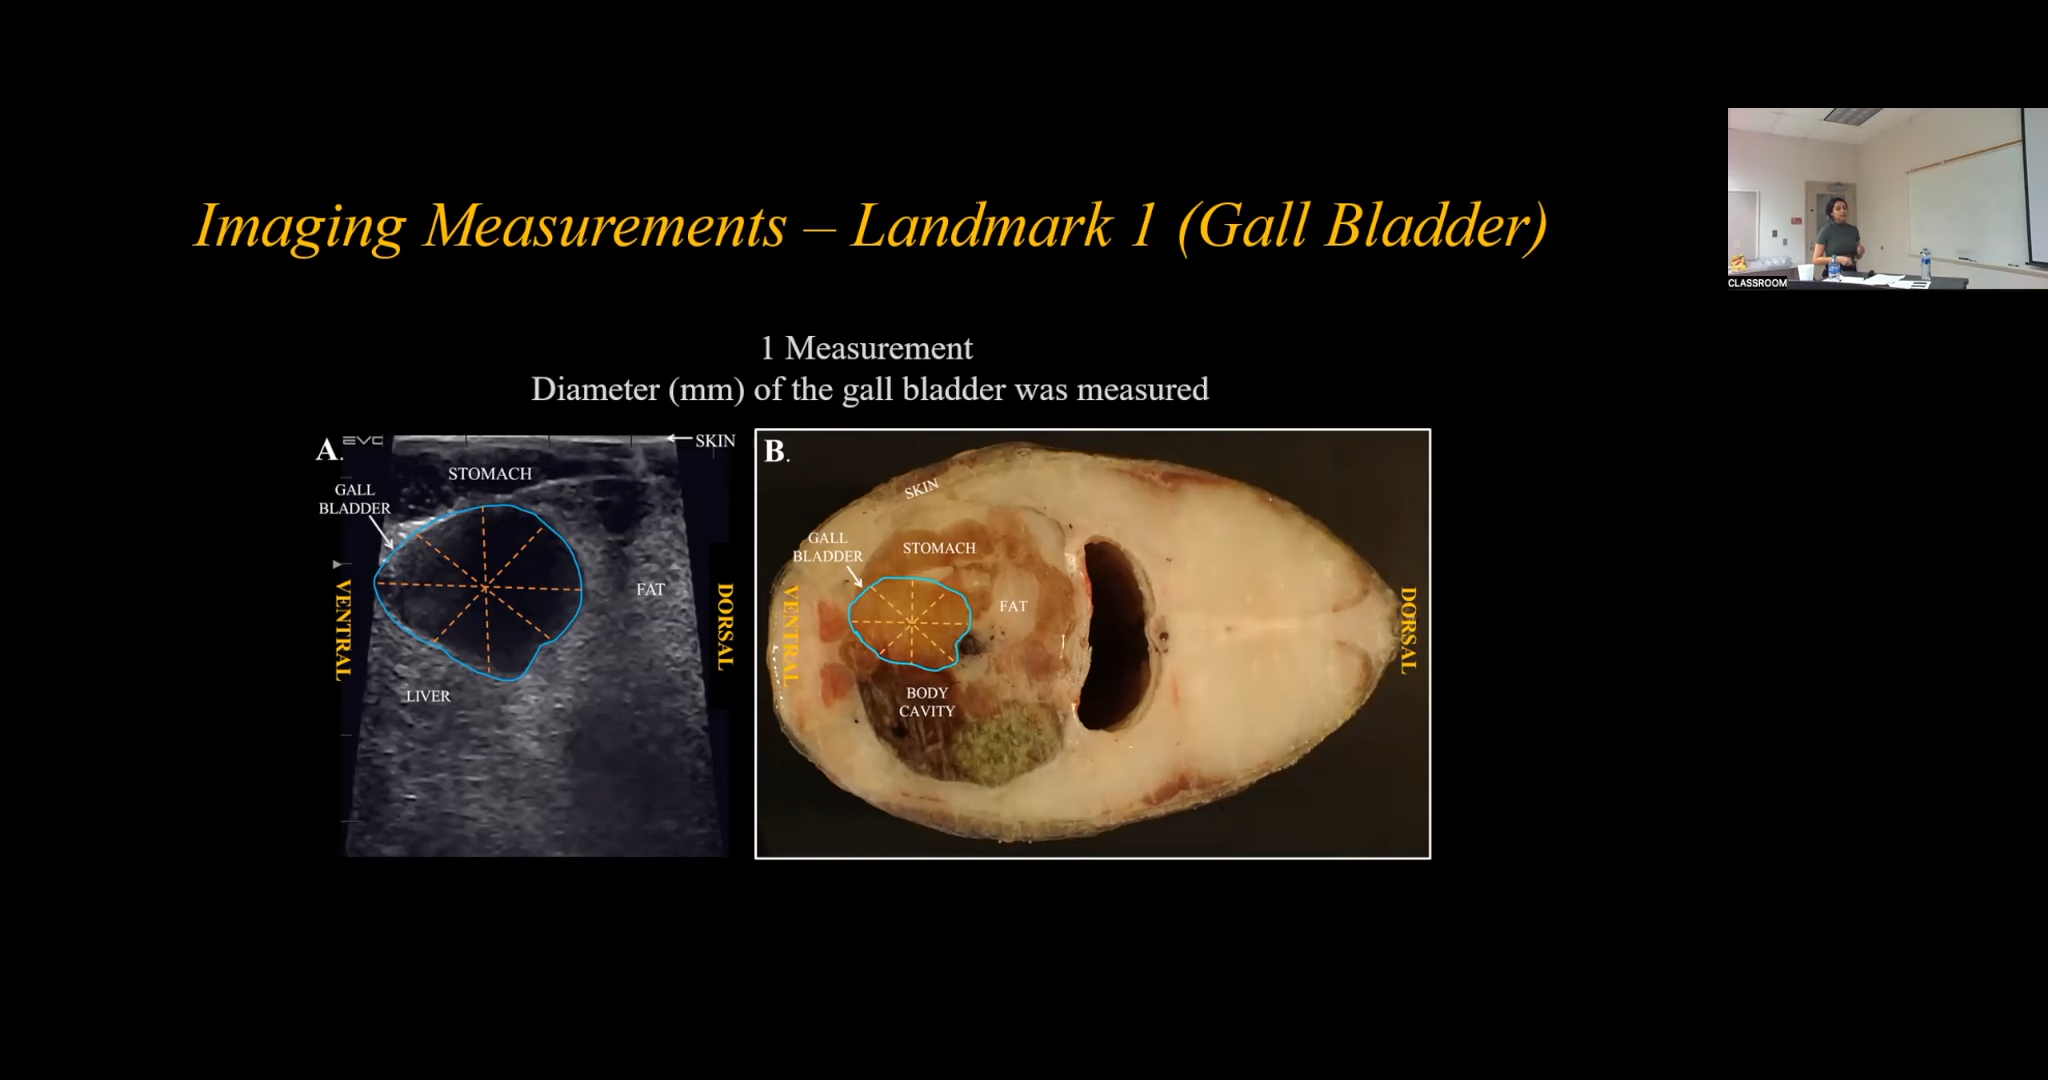 Imaging Measurements – Landmark 1 (Gall Bladder)
CLASSROOM
1 Measurement
Diameter (mm) of the gall bladder was measured
A.
EVO
SKIN
STOMACH
GALL
BLADDER
FAT
LIVER
VENTRAL
DORSAL
B.
SKIN
GALL
BLADDER
STOMACH
FAT
BODY
CAVITY
VENTRAL
DORSAL